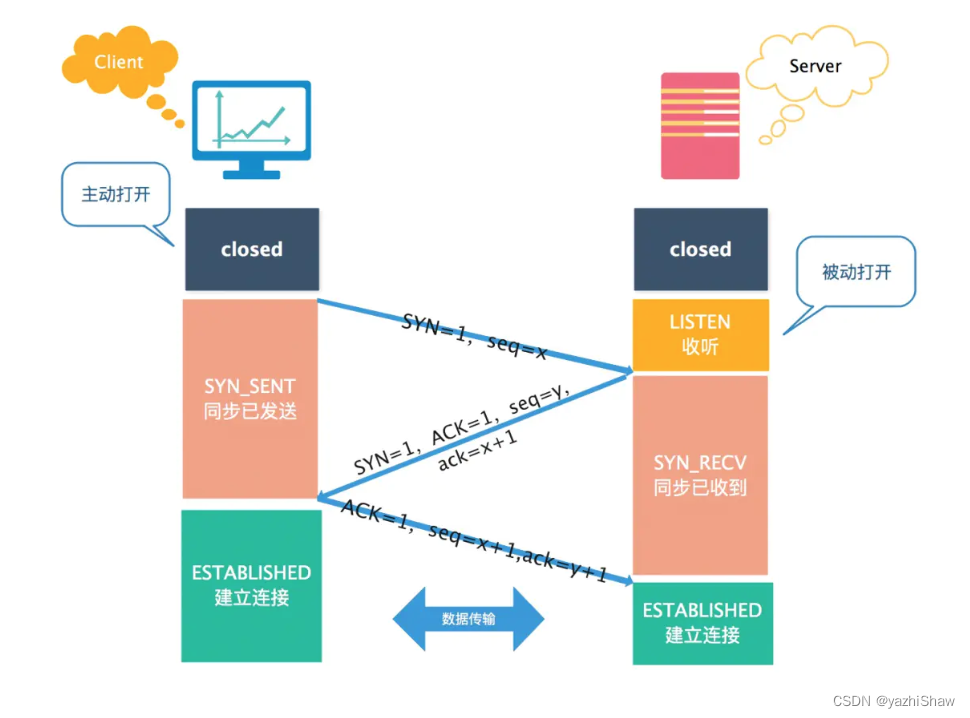 Client
Server
主动打开
closed
closed
被动打开
SYN=1, seq=x
LISTEN
收听
SYN_SENT
同步已发送
SYN=1, ACK=1, seq=y,
ack=x+1
SYN_RECV
同步已收到
ACK=1, seq=x+1,ack=y+1
ESTABLISHED
建立连接
数据传输
ESTABLISHED
建立连接
CSDN @yazhiShaw